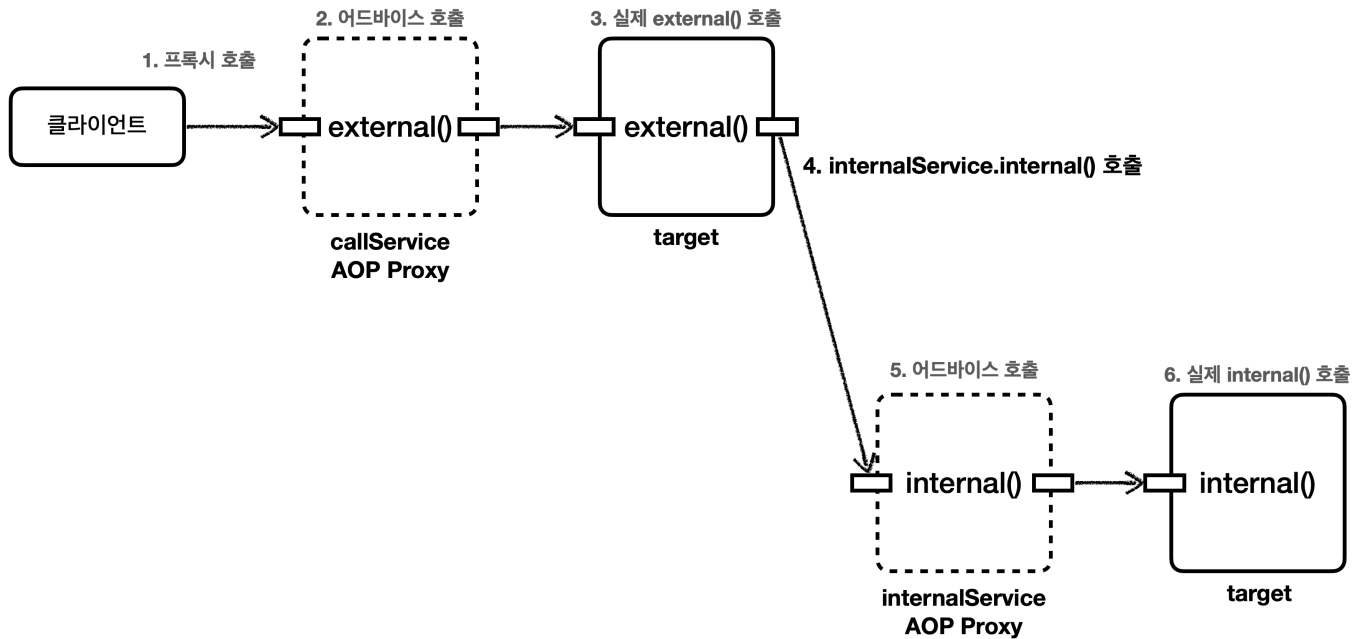 2. 어드바이스 호출
3. 실제 external() 호출
1. 프록시 호출
클라이언트
external()
external()
4. internalService.internal() 호출
callService
AOP Proxy
target
5. 어드바이스 호출
6. 실제 internal() 호출
internal()
internal()
internalService
AOP Proxy
target